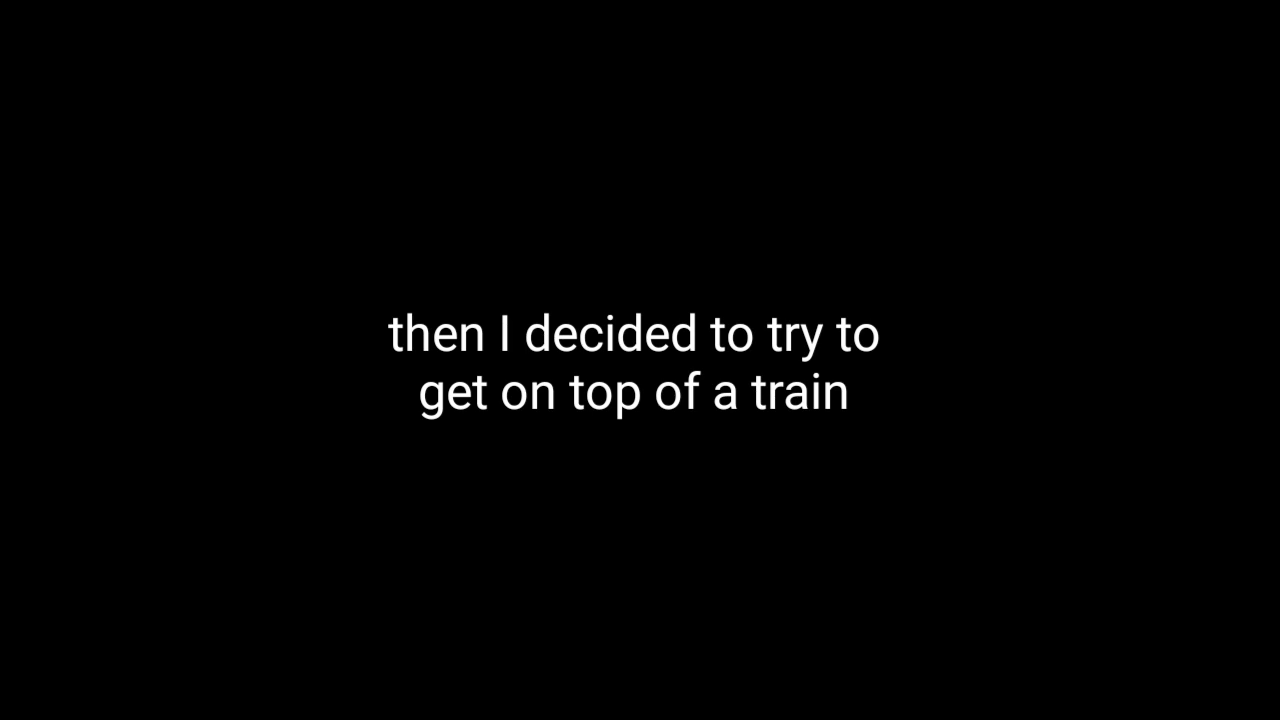 then I decided to try to
get on top of a train